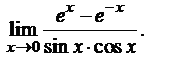 lim x→0 (e^x − e^−x) / (sin x · cos x).